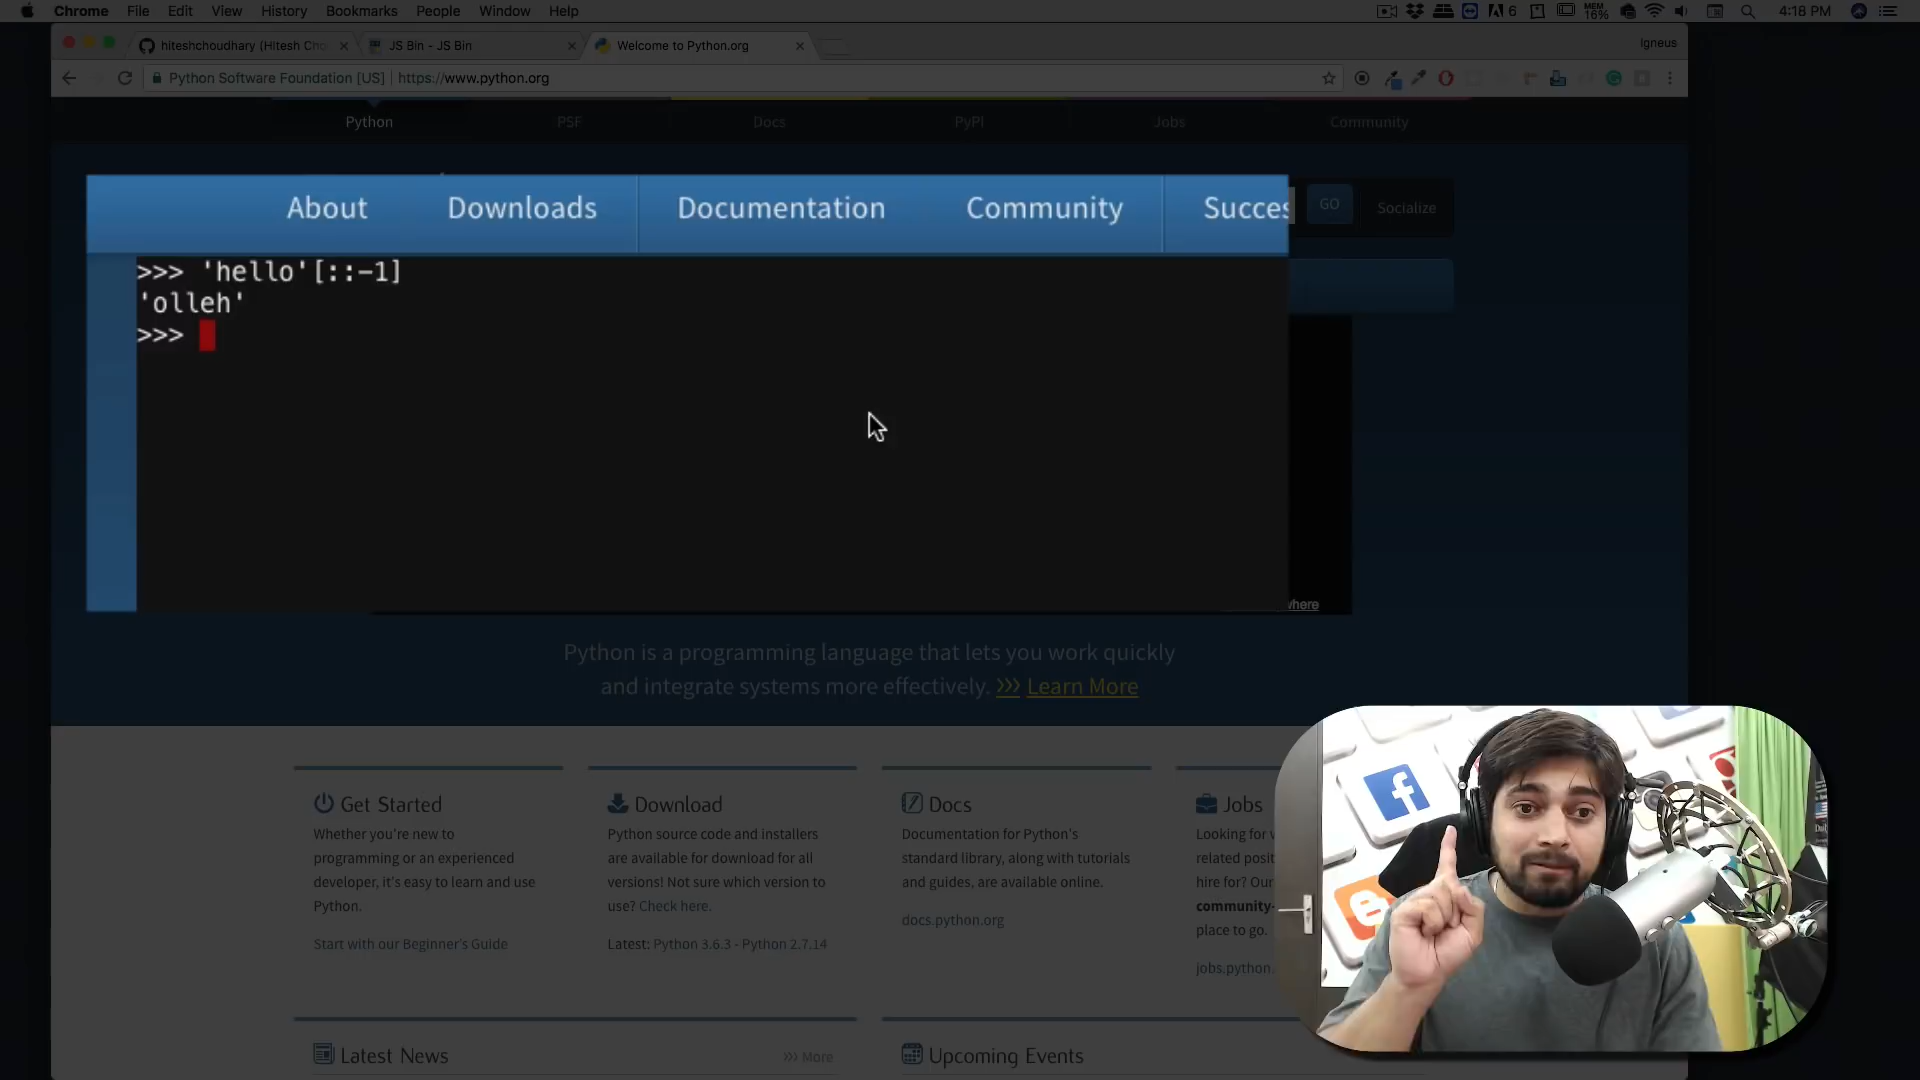 Chrome File Edit View History Bookmarks People Window Help
6 MEM 16% 4:18 PM
hiteshchoudhary (Hitesh Cho
JS Bin - JS Bin
Welcome to Python.org
Igneus
Python Software Foundation [US] | https://www.python.org
Python PSF Docs PyPI Jobs Community
About Downloads Documentation Community Succes
GO Socialize
>>> 'hello'[::-1]
'olleh'
>>>
where
Python is a programming language that lets you work quickly
and integrate systems more effectively. >>> Learn More
Get Started
Whether you're new to
programming or an experienced
developer, it's easy to learn and use
Python.
Start with our Beginner's Guide
Download
Python source code and installers
are available for download for all
versions! Not sure which version to
use? Check here.
Latest: Python 3.6.3 - Python 2.7.14
Docs
Documentation for Python's
standard library, along with tutorials
and guides, are available online.
docs.python.org
Jobs
Looking for
related posit
hire for? Our
community-
place to go.
jobs.python.
Latest News
>>> More
Upcoming Events